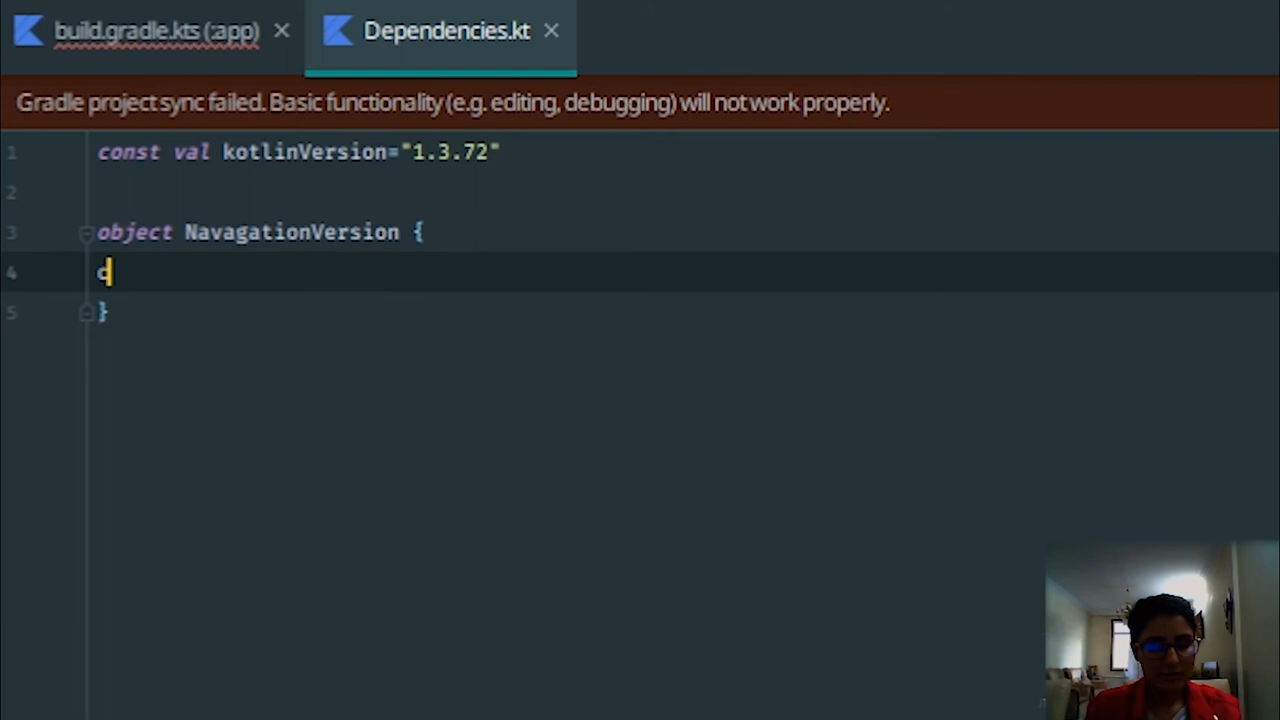 build.gradle.kts (:app) Dependencies.kt
Gradle project sync failed. Basic functionality (e.g. editing, debugging) will not work properly.
1 const val kotlinVersion="1.3.72"
2
3 object NavagationVersion {
4 c
5 }